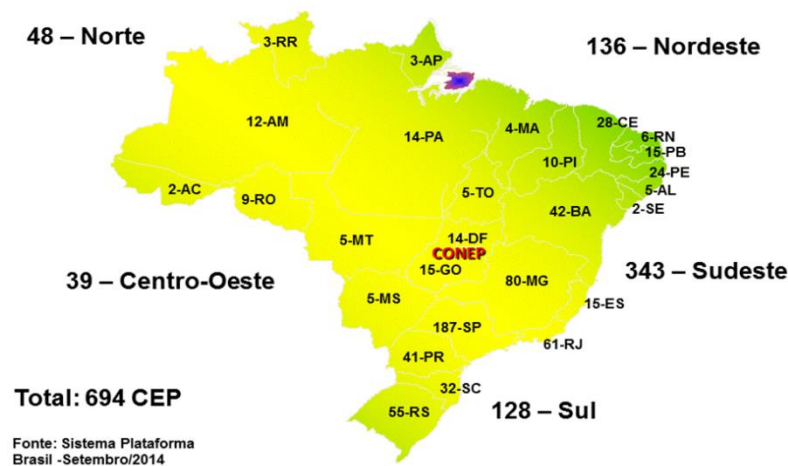 48 – Norte
3-RR
3-AP
136 – Nordeste
12-AM
14-PA
4-MA
28-CE
6-RN
15-PB
10-PI
24-PE
5-AL
2-SE
2-AC
9-RO
5-TO
42-BA
5-MT
14-DF
CONEP
15-GO
39 – Centro-Oeste
343 – Sudeste
80-MG
5-MS
15-ES
187-SP
61-RJ
41-PR
32-SC
55-RS
128 – Sul
Total: 694 CEP
Fonte: Sistema Plataforma
Brasil -Setembro/2014